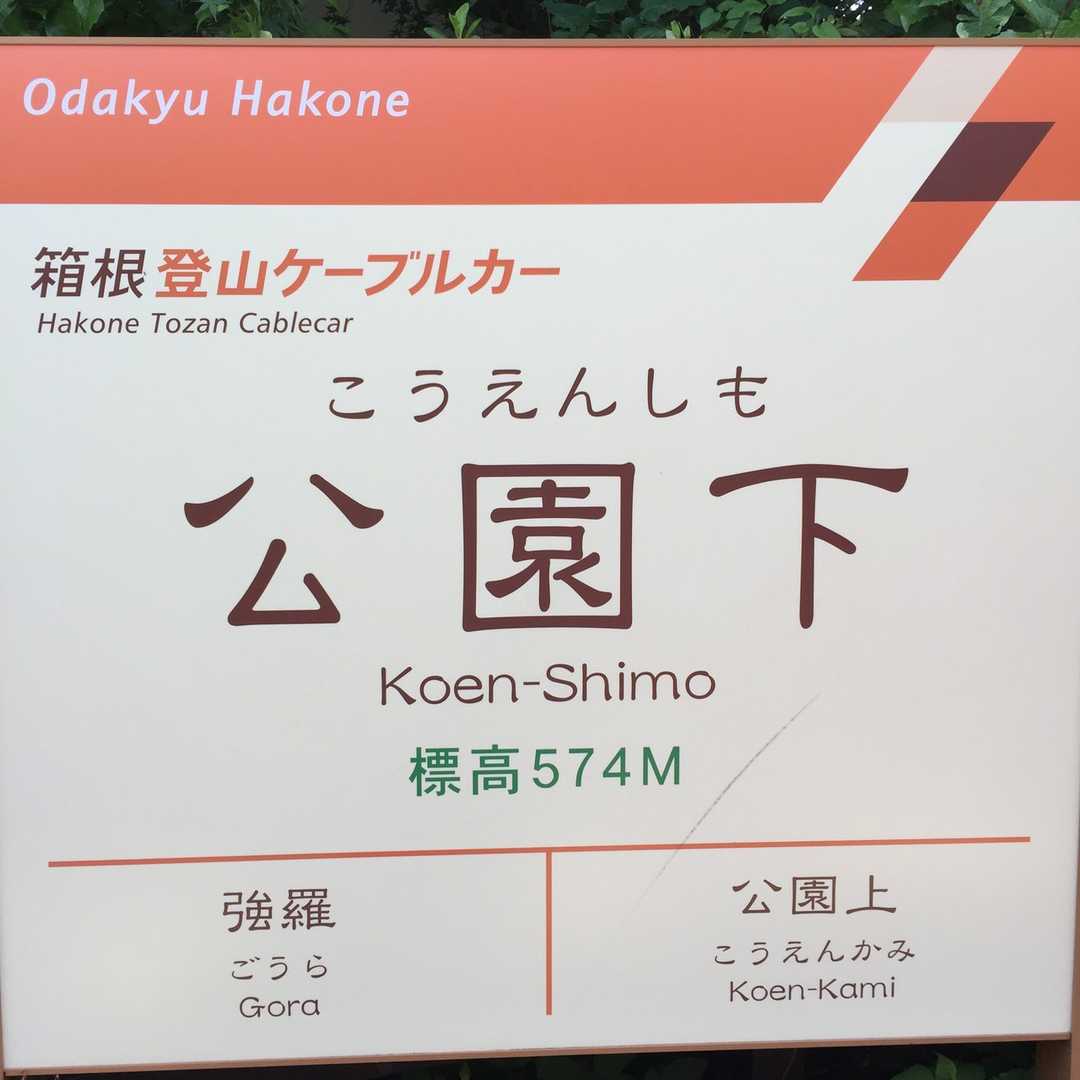 Odakyu Hakone
箱根登山ケーブルカー
Hakone Tozan Cablecar
こうえんしも
公園下
Koen-Shimo
標高574M
強羅
ごうら
Gora
公園上
こうえんかみ
Koen-Kami